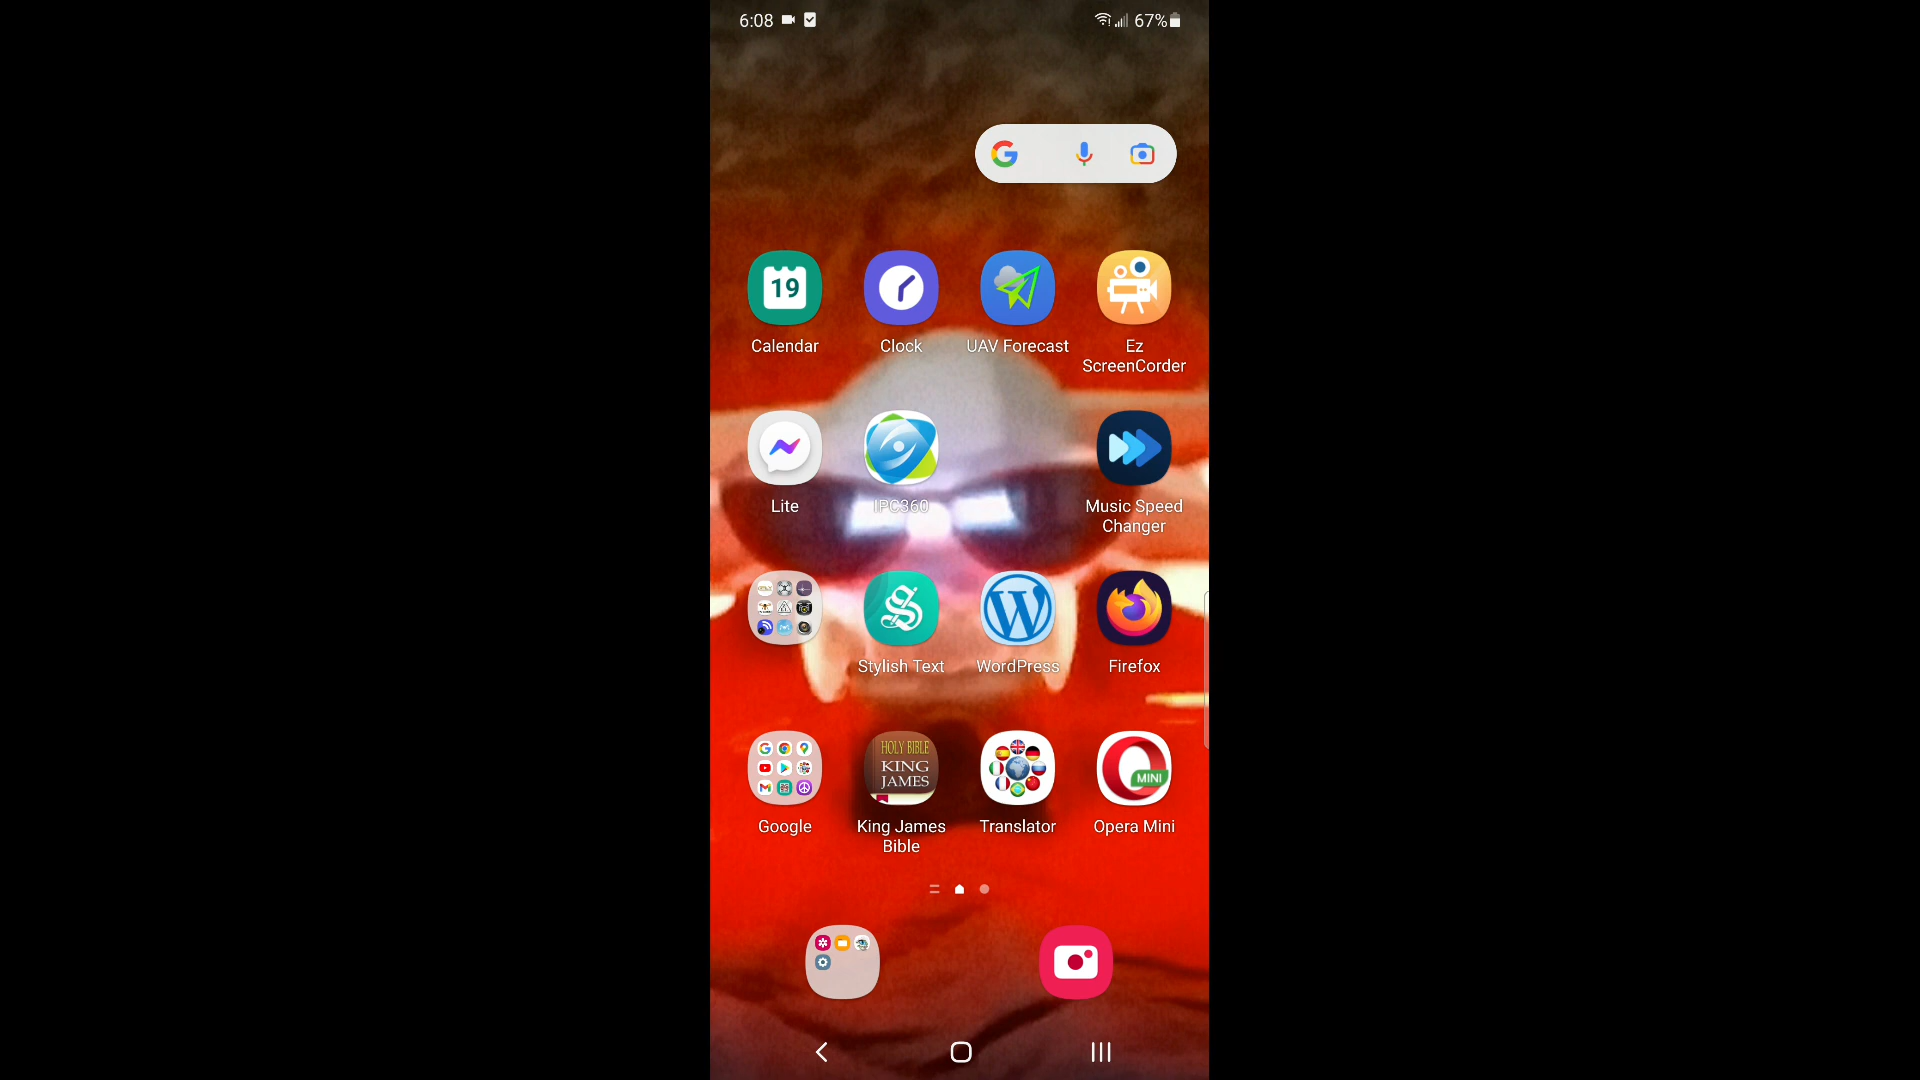 6:08 67%
19
Calendar Clock UAV Forecast Ez
ScreenCorder
Lite IPC360 Music Speed
Changer
Stylish Text WordPress Firefox
HOLY BIBLE
KING
JAMES
MINI
Google King James Translator Opera Mini
Bible